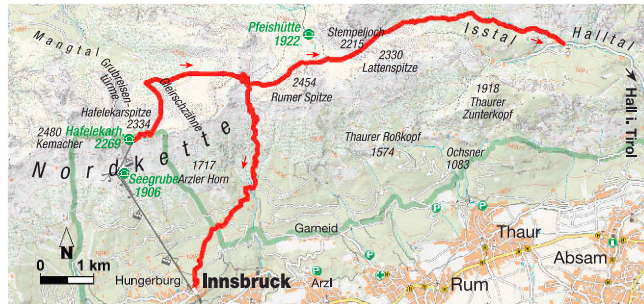 Mangtal
Pfeishütte
1922
Stempeljoch
2215
Isstal
Halltal
Grubreisen-
türme
2330
Lattenspitze
Gleirschzähne
2454
Rumer Spitze
1918
Thaurer
Zunterkopf
Hall i. Tirol
Hafelekarspitze
2334
2480
Kemacher
Hafelekarh.
2269
Nordkette
Thaurer Roßkopf
1574
Ochsner
1083
Seegrube
1906
1717
Arzler Horn
N
0 1 km
Garneid
Thaur
Absam
Hungerburg
Innsbruck
Arzl
Rum
P
P
P